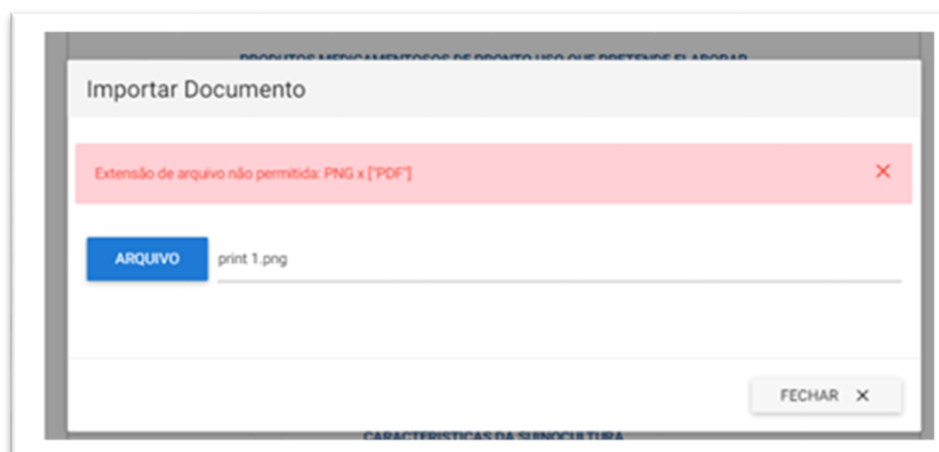 PRODUTOS MEDICAMENTOSOS DE PRONTO USO QUE PRETENDE ELABORAR
Importar Documento
Extensão de arquivo não permitida: PNG x ["PDF"]
ARQUIVO print 1.png
FECHAR X
CARACTERÍSTICAS DA SUINOCULTURA